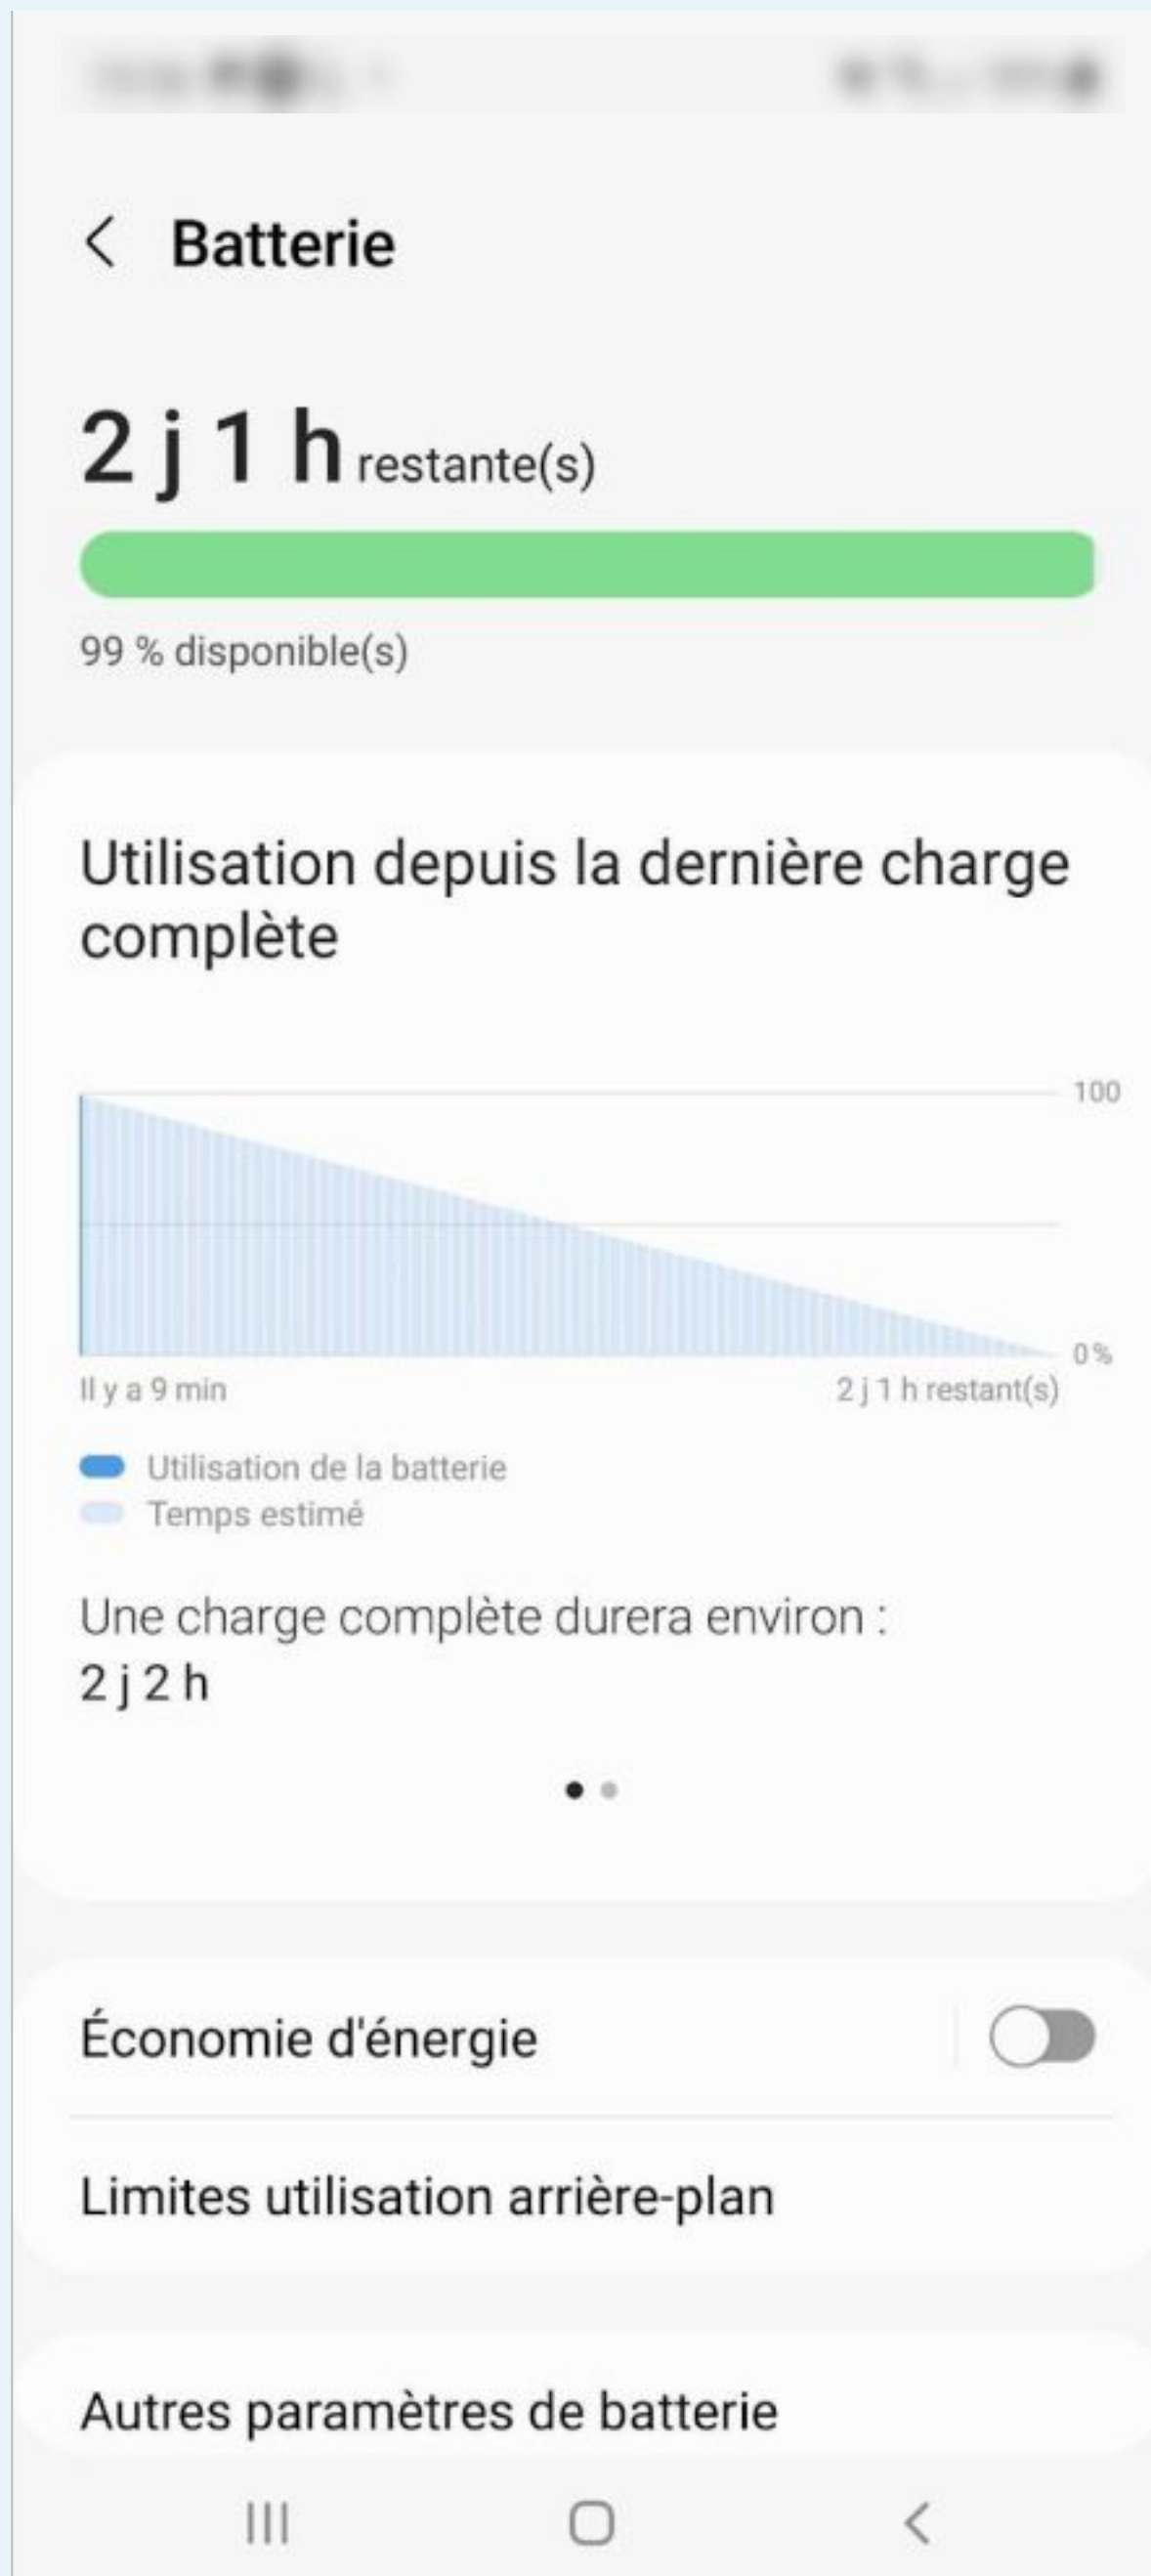 Batterie
2 j 1 h restante(s)
99 % disponible(s)
Utilisation depuis la dernière charge
complète
100
0 %
Il y a 9 min
2 j 1 h restant(s)
Utilisation de la batterie
Temps estimé
Une charge complète durera environ :
2 j 2 h
Économie d'énergie
Limites utilisation arrière-plan
Autres paramètres de batterie